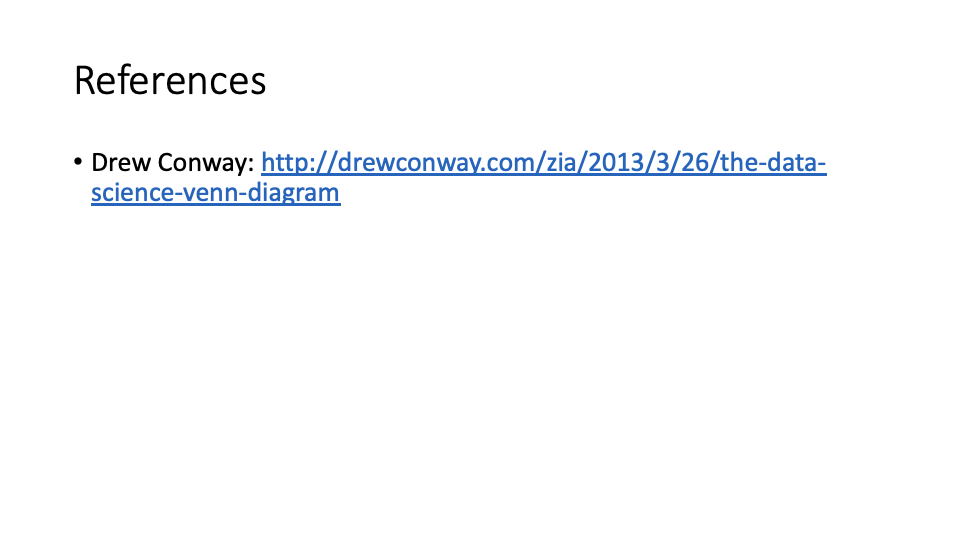 References
• Drew Conway: http://drewconway.com/zia/2013/3/26/the-data-
science-venn-diagram